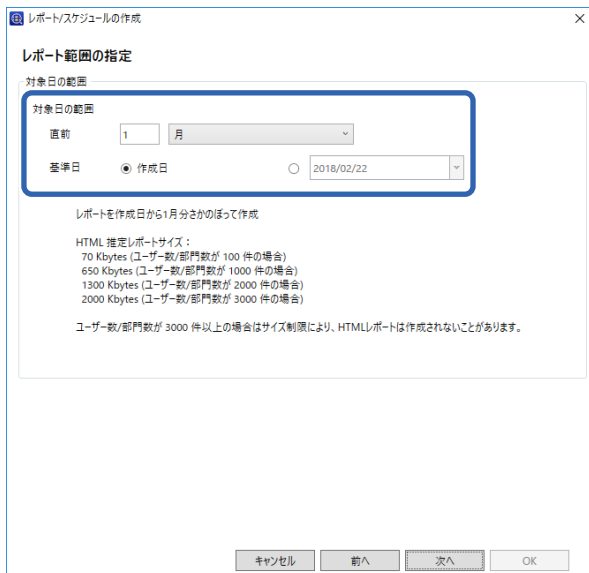 レポート/スケジュールの作成
レポート範囲の指定
対象日の範囲
対象日の範囲
直前 1 月
基準日 作成日 2018/02/22
レポートを作成日から1月分さかのぼって作成
HTML 推定レポートサイズ：
70 Kbytes (ユーザー数/部門数が 100 件の場合)
650 Kbytes (ユーザー数/部門数が 1000 件の場合)
1300 Kbytes (ユーザー数/部門数が 2000 件の場合)
2000 Kbytes (ユーザー数/部門数が 3000 件の場合)
ユーザー数/部門数が 3000 件以上の場合はサイズ制限により、HTMLレポートは作成されないことがあります。
キャンセル 前へ 次へ OK